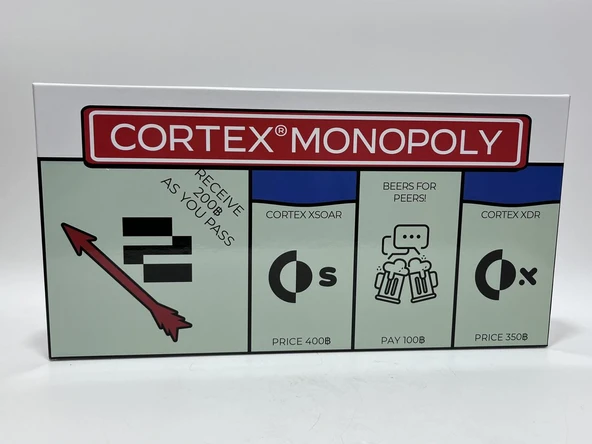 CORTEX® MONOPOLY
RECEIVE
200฿
AS YOU PASS
CORTEX XSOAR
S
PRICE 400฿
BEERS FOR
PEERS!
PAY 100฿
CORTEX XDR
.x
PRICE 350฿